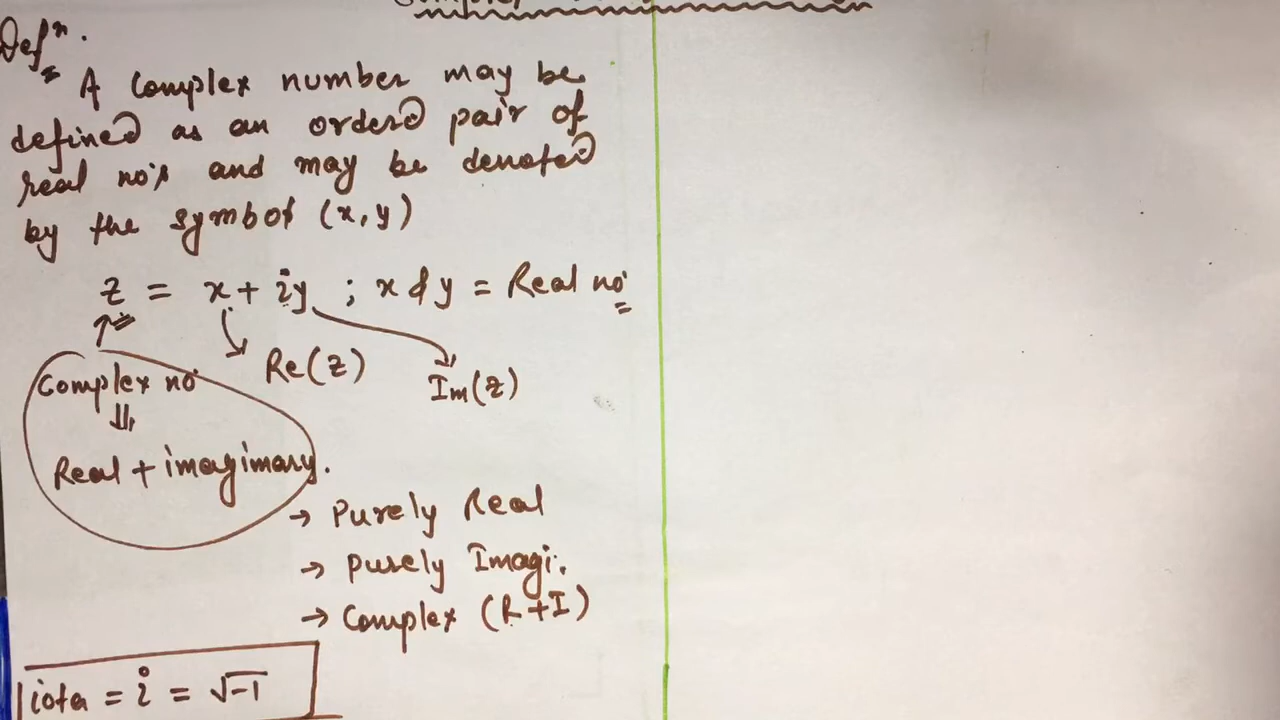 Defⁿ.
A Complex number may be
defined as an ordered pair of
real no's and may be denoted
by the symbol (x, y)
z = x + iy ; x & y = Real no
Re(z)
Im(z)
Complex no
⇓
Real + imagimary.
→ Purely Real
→ Purely Imagi.
→ Complex (R + I)
iota = i = √-1